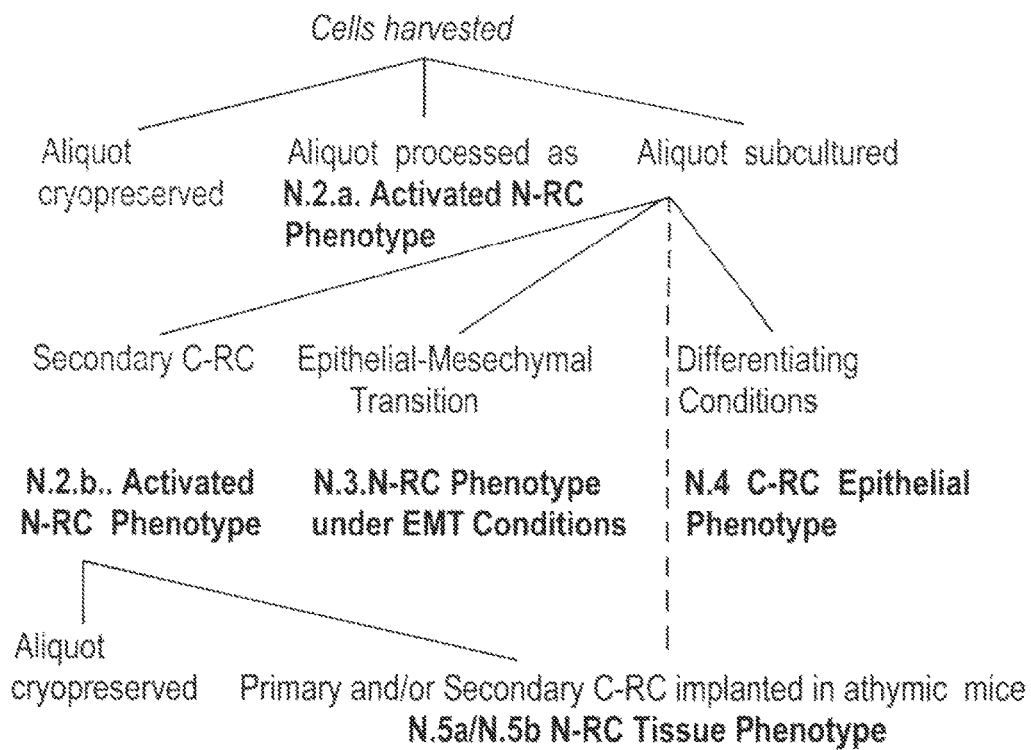 Cells harvested
Aliquot
cryopreserved
Aliquot processed as
N.2.a. Activated N-RC
Phenotype
Aliquot subcultured
Secondary C-RC
Epithelial-Mesechymal
Transition
Differentiating
Conditions
N.2.b.. Activated
N-RC Phenotype
N.3.N-RC Phenotype
under EMT Conditions
N.4 C-RC Epithelial
Phenotype
Aliquot
cryopreserved
Primary and/or Secondary C-RC implanted in athymic mice
N.5a/N.5b N-RC Tissue Phenotype